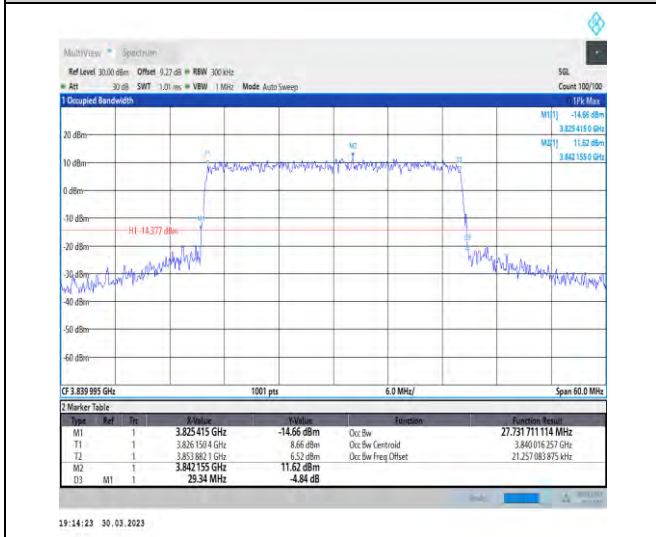 MultiView Spectrum
Ref Level 30.00 dBm Offset 9.27 dB RBW 300 kHz SGL
Att 30 dB SWT 1.01 ms VBW 1 MHz Mode Auto Sweep Count 100/100
1 Occupied Bandwidth 1Pk Max
M1[1] -14.66 dBm
3.825 415 0 GHz
M2[1] 11.62 dBm
3.842 155 0 GHz
20 dBm
M2
T1
T2
10 dBm
0 dBm
-10 dBm
M1
H1 -14.377 dBm
D3
-20 dBm
-30 dBm
-40 dBm
-50 dBm
-60 dBm
CF 3.839 995 GHz 1001 pts 6.0 MHz/ Span 60.0 MHz
2 Marker Table
Type Ref Trc X-Value Y-Value Function Function Result
M1 1 3.825 415 GHz -14.66 dBm Occ Bw 27.731 711 114 MHz
T1 1 3.826 150 4 GHz 8.66 dBm Occ Bw Centroid 3.840 016 257 GHz
T2 1 3.853 882 1 GHz 6.52 dBm Occ Bw Freq Offset 21.257 083 875 kHz
M2 1 3.842 155 GHz 11.62 dBm
D3 M1 1 29.34 MHz -4.84 dB
19:14:23 30.03.2023